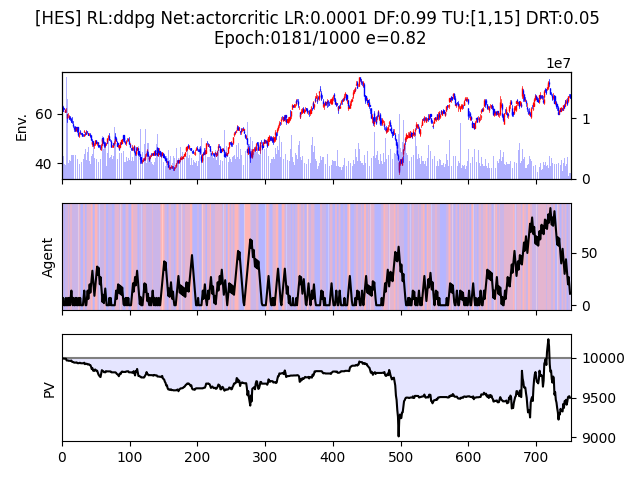 [HES] RL:ddpg Net:actorcritic LR:0.0001 DF:0.99 TU:[1,15] DRT:0.05
Epoch:0181/1000 e=0.82
1e7
Env.
60
40
1
0
Agent
50
0
PV
10000
9500
9000
0 100 200 300 400 500 600 700